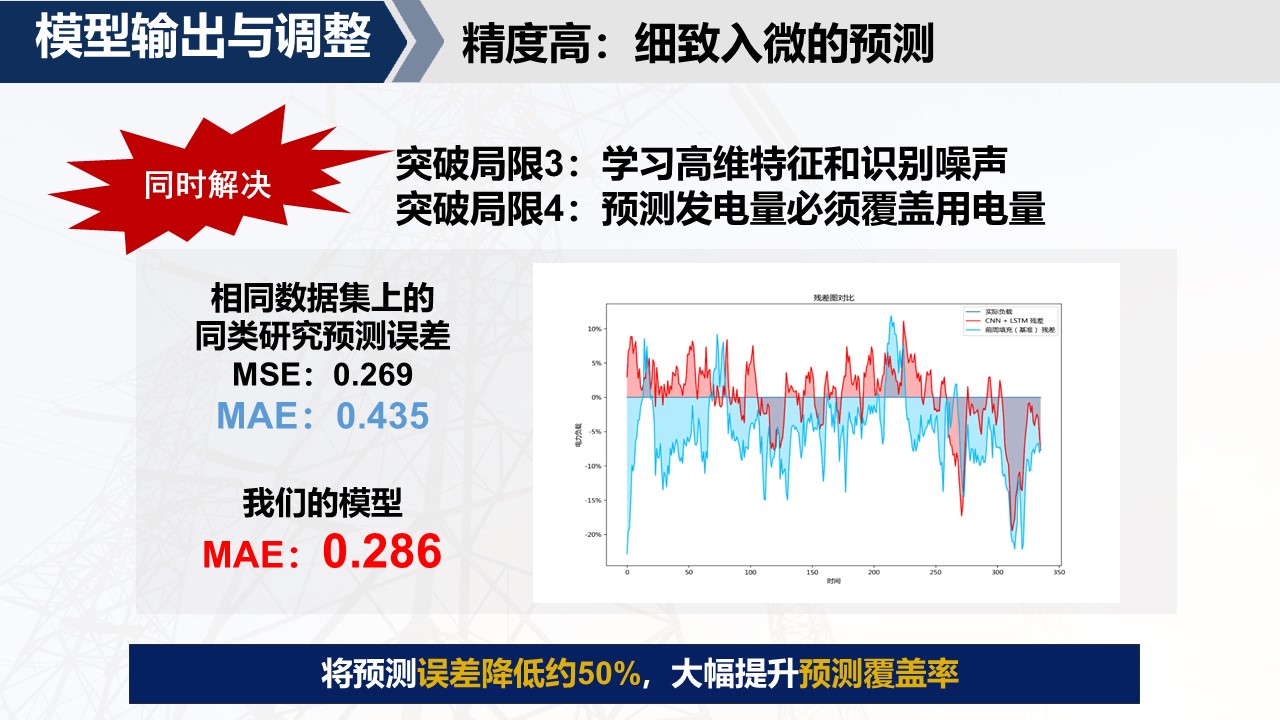 模型输出与调整
精度高：细致入微的预测
同时解决
突破局限3：学习高维特征和识别噪声
突破局限4：预测发电量必须覆盖用电量
相同数据集上的
同类研究预测误差
MSE：0.269
MAE：0.435
我们的模型
MAE：0.286
残差图对比
实际负载
CNN + LSTM 残差
前周填充（基准）残差
10%
5%
0%
-5%
-10%
-15%
-20%
电力负载
0 50 100 150 200 250 300 350
时间
将预测误差降低约50%，大幅提升预测覆盖率